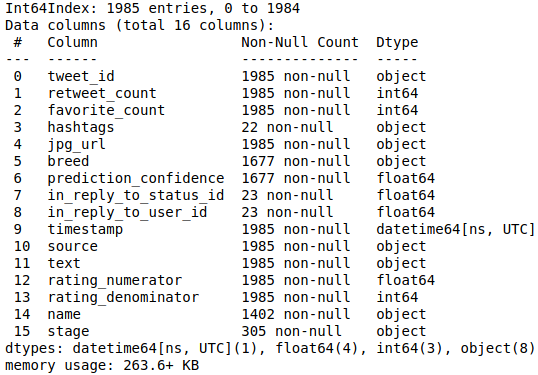 Int64Index: 1985 entries, 0 to 1984
Data columns (total 16 columns):
 #   Column                 Non-Null Count  Dtype
---  ------                 --------------  -----
 0   tweet_id               1985 non-null   object
 1   retweet_count          1985 non-null   int64
 2   favorite_count         1985 non-null   int64
 3   hashtags               22 non-null     object
 4   jpg_url                1985 non-null   object
 5   breed                  1677 non-null   object
 6   prediction_confidence  1677 non-null   float64
 7   in_reply_to_status_id  23 non-null     float64
 8   in_reply_to_user_id    23 non-null     float64
 9   timestamp              1985 non-null   datetime64[ns, UTC]
 10  source                 1985 non-null   object
 11  text                   1985 non-null   object
 12  rating_numerator       1985 non-null   float64
 13  rating_denominator     1985 non-null   int64
 14  name                   1402 non-null   object
 15  stage                  305 non-null    object
dtypes: datetime64[ns, UTC](1), float64(4), int64(3), object(8)
memory usage: 263.6+ KB